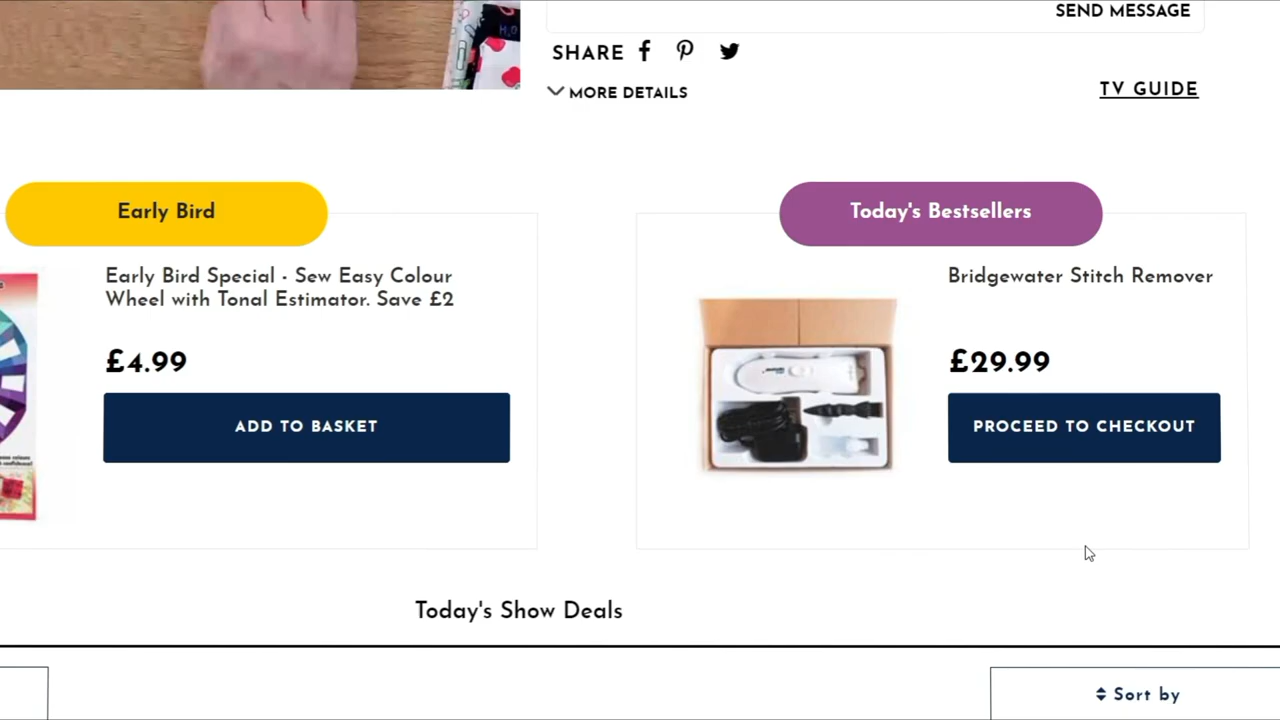 SEND MESSAGE
SHARE
MORE DETAILS
TV GUIDE
Early Bird
Early Bird Special - Sew Easy Colour
Wheel with Tonal Estimator. Save £2
£4.99
ADD TO BASKET
Today's Bestsellers
Bridgewater Stitch Remover
£29.99
PROCEED TO CHECKOUT
Today's Show Deals
Sort by